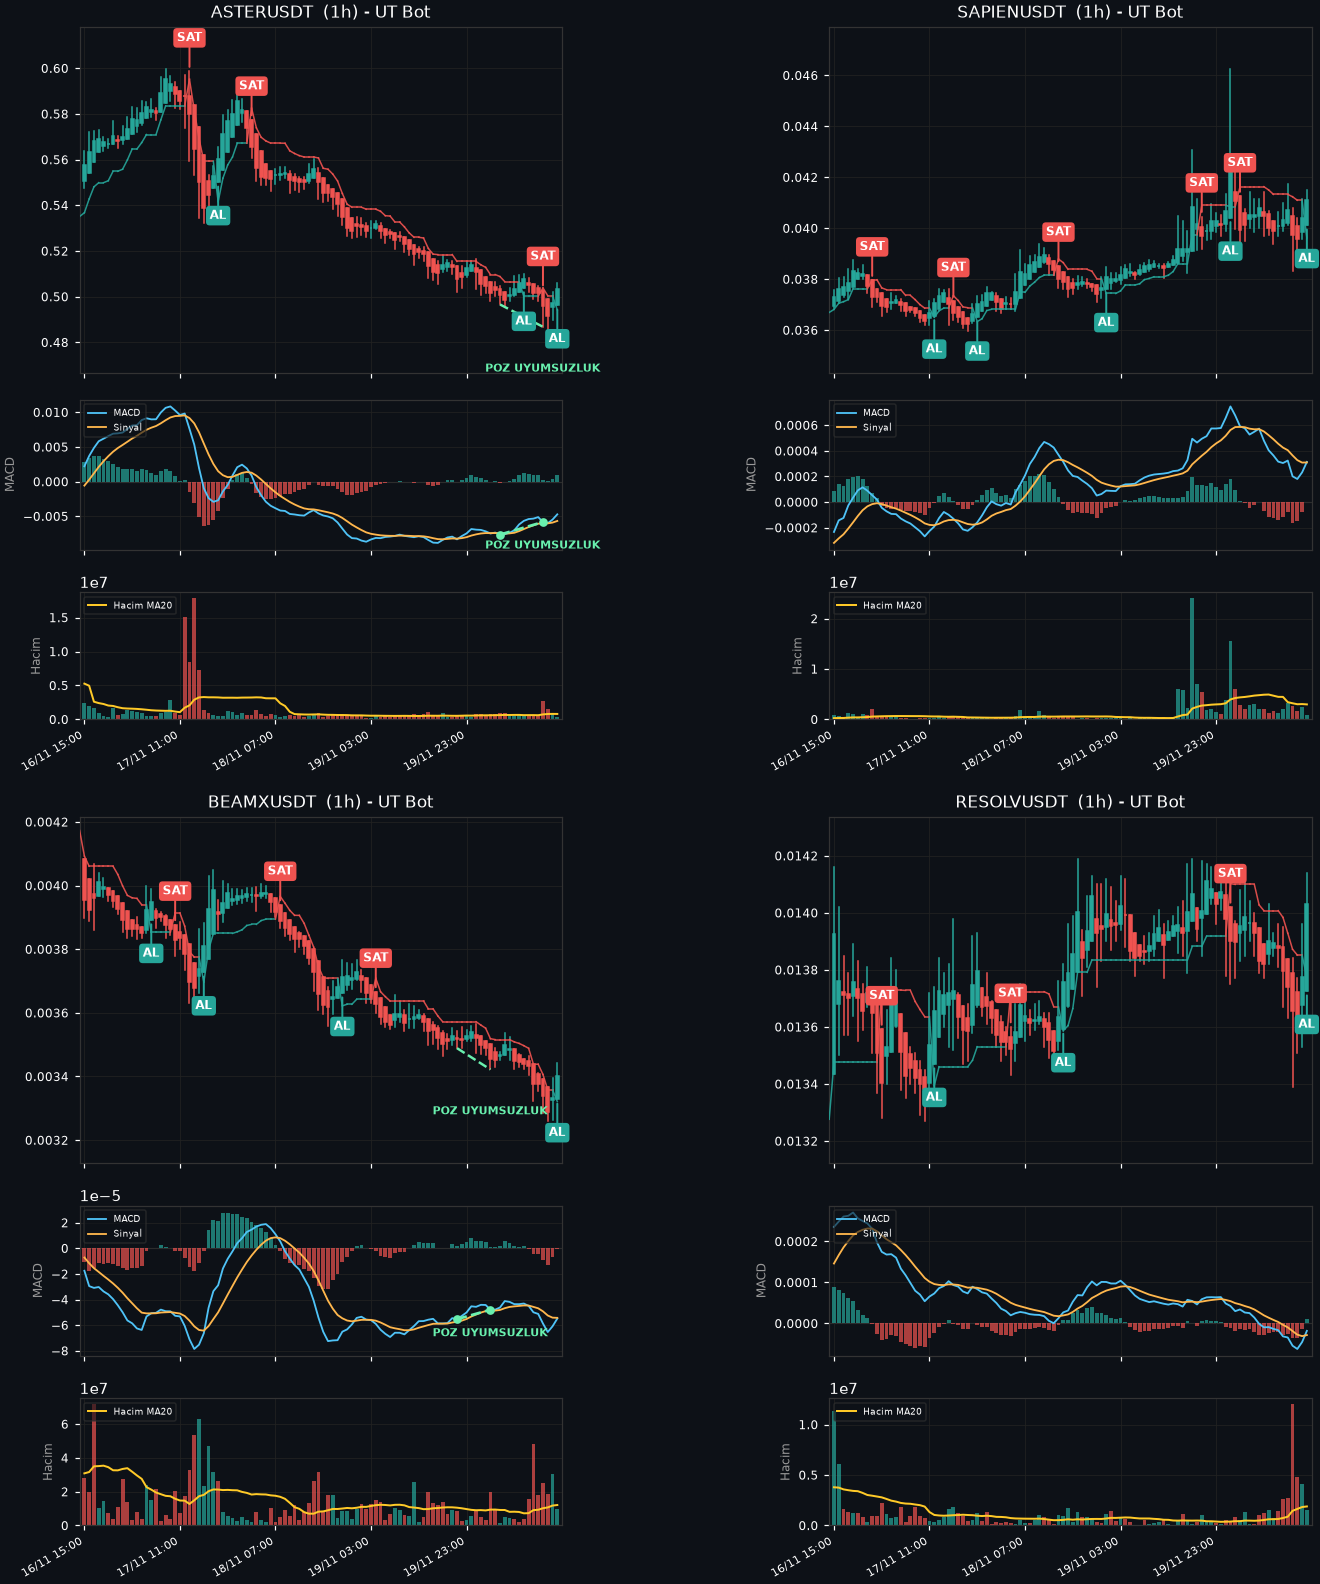 ASTERUSDT  (1h) - UT Bot
SAT
SAT
SAT
AL
AL
AL
POZ UYUMSUZLUK
0.60
0.58
0.56
0.54
0.52
0.50
0.48
MACD
Sinyal
MACD
0.010
0.005
0.000
−0.005
POZ UYUMSUZLUK
1e7
Hacim MA20
Hacim
1.5
1.0
0.5
0.0
16/11 15:00
17/11 11:00
18/11 07:00
19/11 03:00
19/11 23:00
SAPIENUSDT  (1h) - UT Bot
0.046
0.044
0.042
0.040
0.038
0.036
SAT
SAT
SAT
SAT
SAT
AL
AL
AL
AL
AL
MACD
Sinyal
MACD
0.0006
0.0004
0.0002
0.0000
−0.0002
1e7
Hacim MA20
Hacim
2
1
0
16/11 15:00
17/11 11:00
18/11 07:00
19/11 03:00
19/11 23:00
BEAMXUSDT  (1h) - UT Bot
0.0042
0.0040
0.0038
0.0036
0.0034
0.0032
SAT
SAT
SAT
AL
AL
AL
AL
POZ UYUMSUZLUK
1e−5
MACD
Sinyal
MACD
2
0
−2
−4
−6
−8
POZ UYUMSUZLUK
1e7
Hacim MA20
Hacim
6
4
2
0
16/11 15:00
17/11 11:00
18/11 07:00
19/11 03:00
19/11 23:00
RESOLVUSDT  (1h) - UT Bot
0.0142
0.0140
0.0138
0.0136
0.0134
0.0132
SAT
SAT
SAT
AL
AL
AL
MACD
Sinyal
MACD
0.0002
0.0001
0.0000
1e7
Hacim MA20
Hacim
1.0
0.5
0.0
16/11 15:00
17/11 11:00
18/11 07:00
19/11 03:00
19/11 23:00